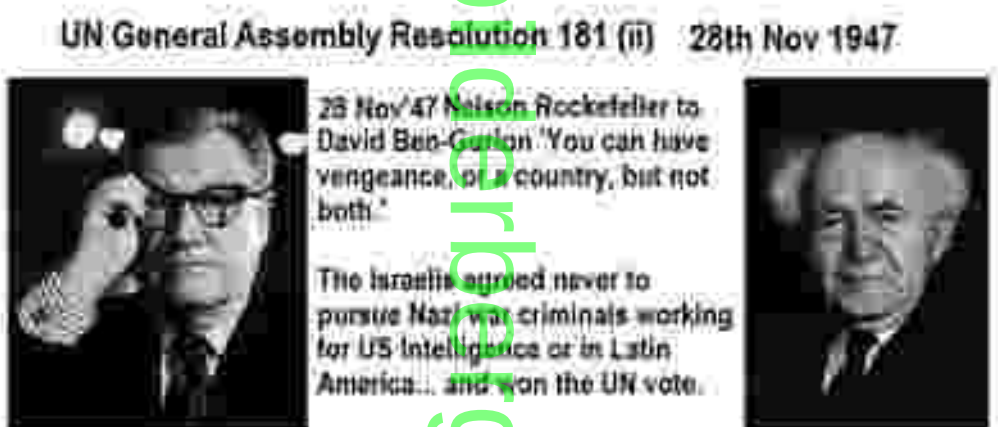 UN General Assembly Resolution 181 (ii) 28th Nov 1947
28 Nov'47 Nelson Rockefeller to
David Ben-Gurion 'You can have
vengeance, or a country, but not
both.'
The Israelis agreed never to
pursue Nazi war criminals working
for US Intelligence or in Latin
America... and won the UN vote.
lderberg